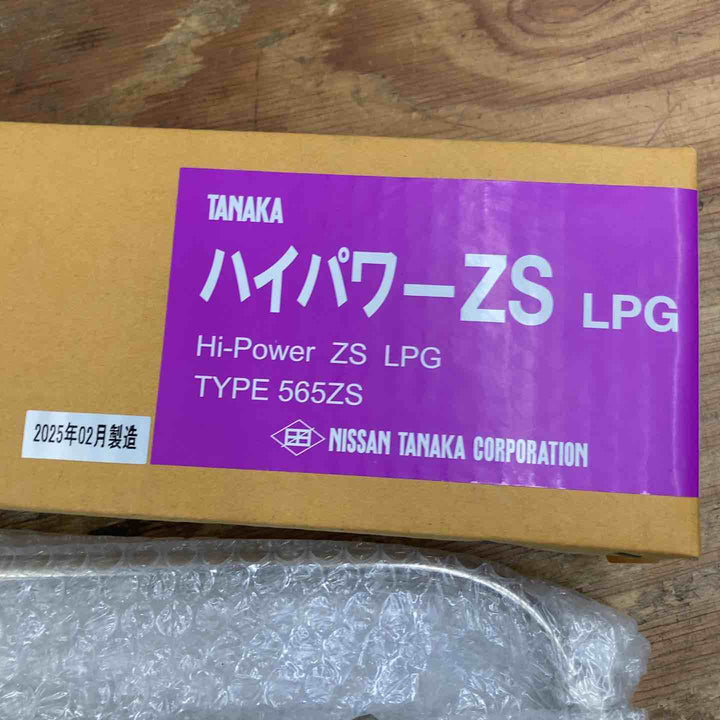 TANAKA
ハイパワーZS LPG
Hi-Power ZS LPG
TYPE 565ZS
NISSAN TANAKA CORPORATION
2025年02月製造